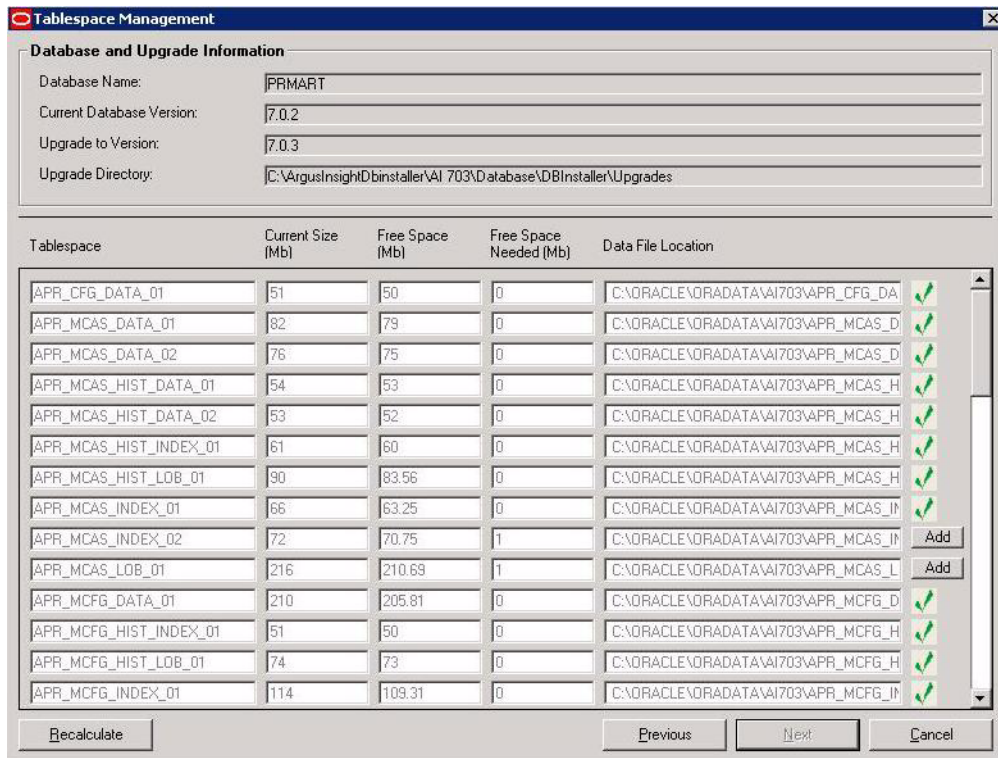 Tablespace Management
Database and Upgrade Information
Database Name: PRMART
Current Database Version: 7.0.2
Upgrade to Version: 7.0.3
Upgrade Directory: C:\ArgusInsightDbinstaller\AI 703\Database\DBInstaller\Upgrades
Tablespace Current Size (Mb) Free Space (Mb) Free Space Needed (Mb) Data File Location
APR_CFG_DATA_01 51 50 0 C:\ORACLE\ORADATA\AI703\APR_CFG_DA
APR_MCAS_DATA_01 82 79 0 C:\ORACLE\ORADATA\AI703\APR_MCAS_D
APR_MCAS_DATA_02 76 75 0 C:\ORACLE\ORADATA\AI703\APR_MCAS_D
APR_MCAS_HIST_DATA_01 54 53 0 C:\ORACLE\ORADATA\AI703\APR_MCAS_H
APR_MCAS_HIST_DATA_02 53 52 0 C:\ORACLE\ORADATA\AI703\APR_MCAS_H
APR_MCAS_HIST_INDEX_01 61 60 0 C:\ORACLE\ORADATA\AI703\APR_MCAS_H
APR_MCAS_HIST_LOB_01 90 83.56 0 C:\ORACLE\ORADATA\AI703\APR_MCAS_H
APR_MCAS_INDEX_01 66 63.25 0 C:\ORACLE\ORADATA\AI703\APR_MCAS_IN
APR_MCAS_INDEX_02 72 70.75 1 C:\ORACLE\ORADATA\AI703\APR_MCAS_IN Add
APR_MCAS_LOB_01 216 210.69 1 C:\ORACLE\ORADATA\AI703\APR_MCAS_L Add
APR_MCFG_DATA_01 210 205.81 0 C:\ORACLE\ORADATA\AI703\APR_MCFG_D
APR_MCFG_HIST_INDEX_01 51 50 0 C:\ORACLE\ORADATA\AI703\APR_MCFG_H
APR_MCFG_HIST_LOB_01 74 73 0 C:\ORACLE\ORADATA\AI703\APR_MCFG_H
APR_MCFG_INDEX_01 114 109.31 0 C:\ORACLE\ORADATA\AI703\APR_MCFG_IN
Recalculate Previous Next Cancel